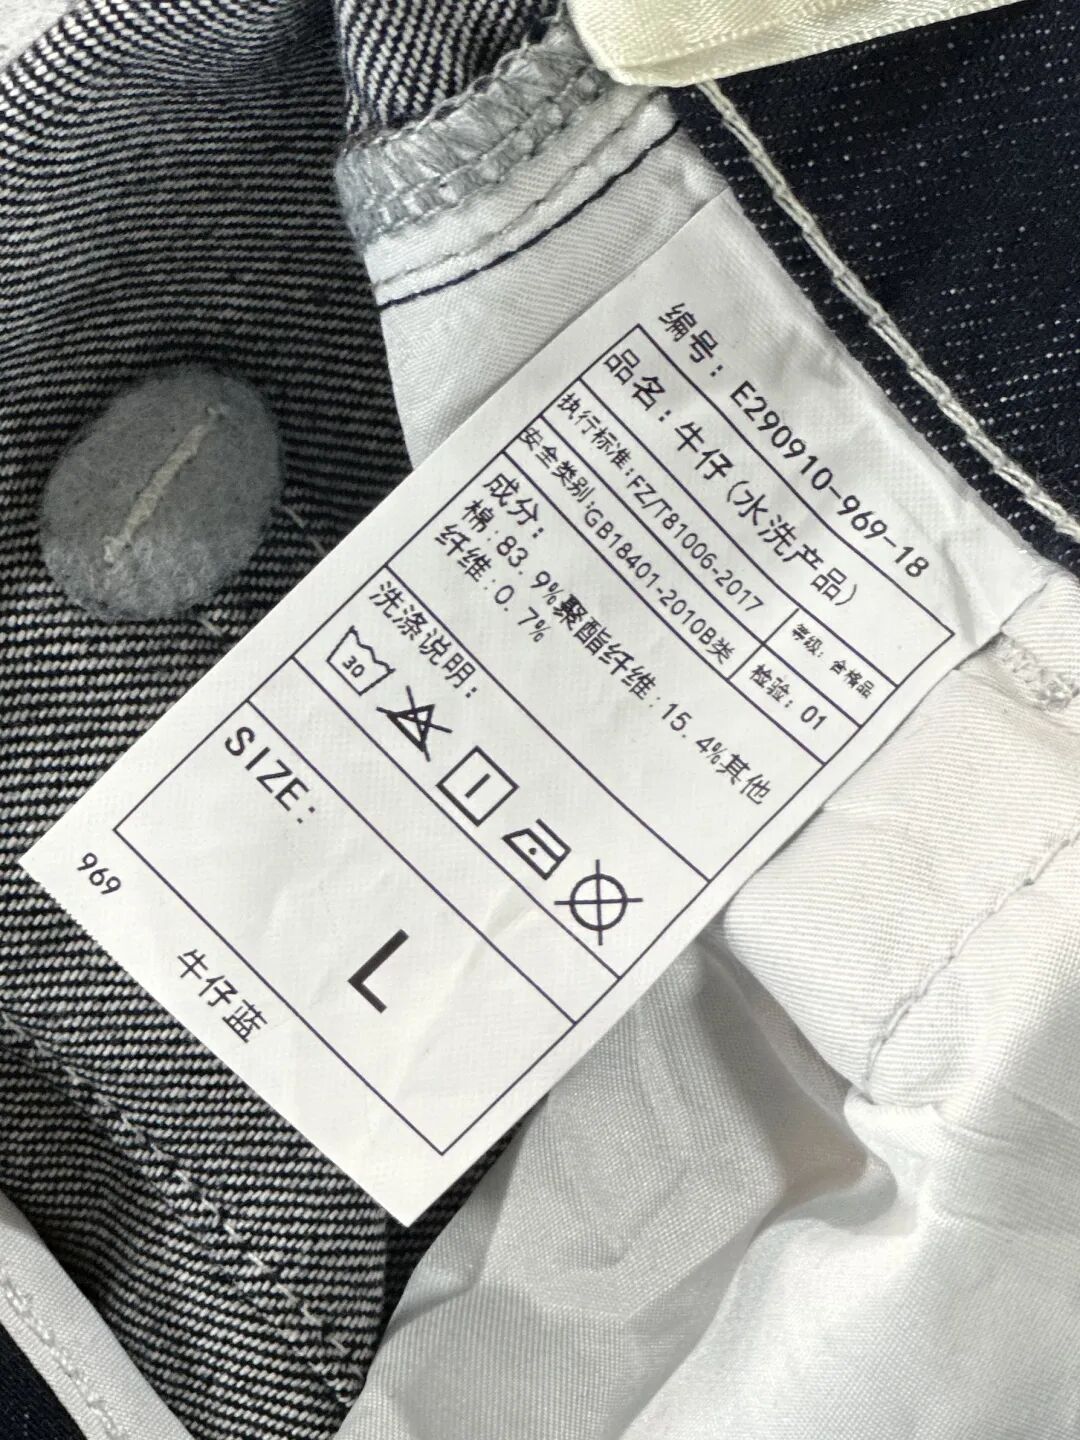 编号：E290910-969-18
品名：牛仔(水洗产品)
执行标准：FZ/T81006-2017
等级：合格品
安全类别：GB18401-2010B类
检验：01
成分：
棉：83.9%聚酯纤维：15.4%其他
纤维：0.7%
洗涤说明：
30
SIZE：
L
969
牛仔蓝